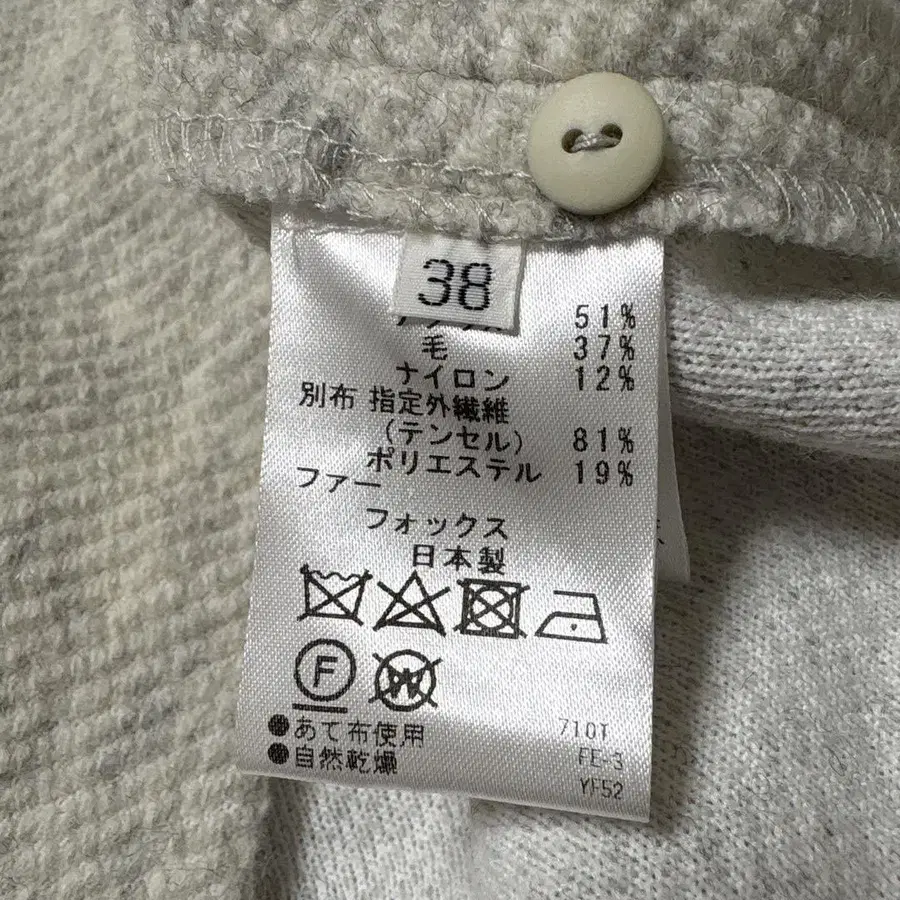 38
51%
毛 37%
ナイロン 12%
別布 指定外繊維
(テンセル) 81%
ポリエステル 19%
ファー
フォックス
日本製
F W
●あて布使用 710T
●自然乾燥 FE-3
YF52